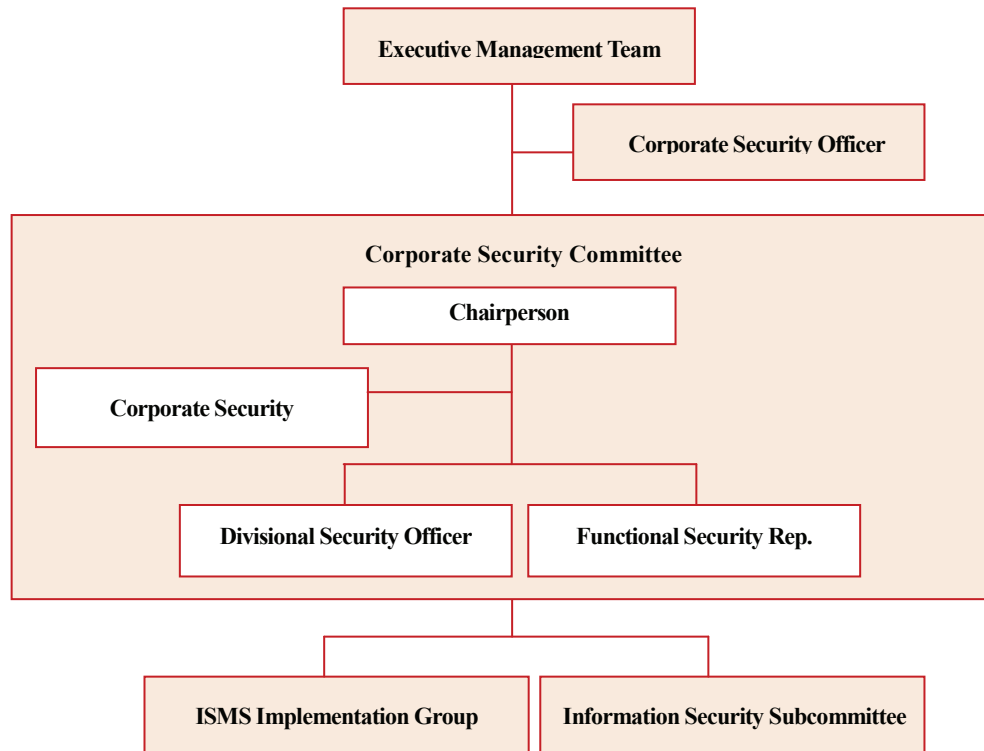 Executive Management Team
Corporate Security Officer
Corporate Security Committee
Chairperson
Corporate Security
Divisional Security Officer
Functional Security Rep.
ISMS Implementation Group
Information Security Subcommittee